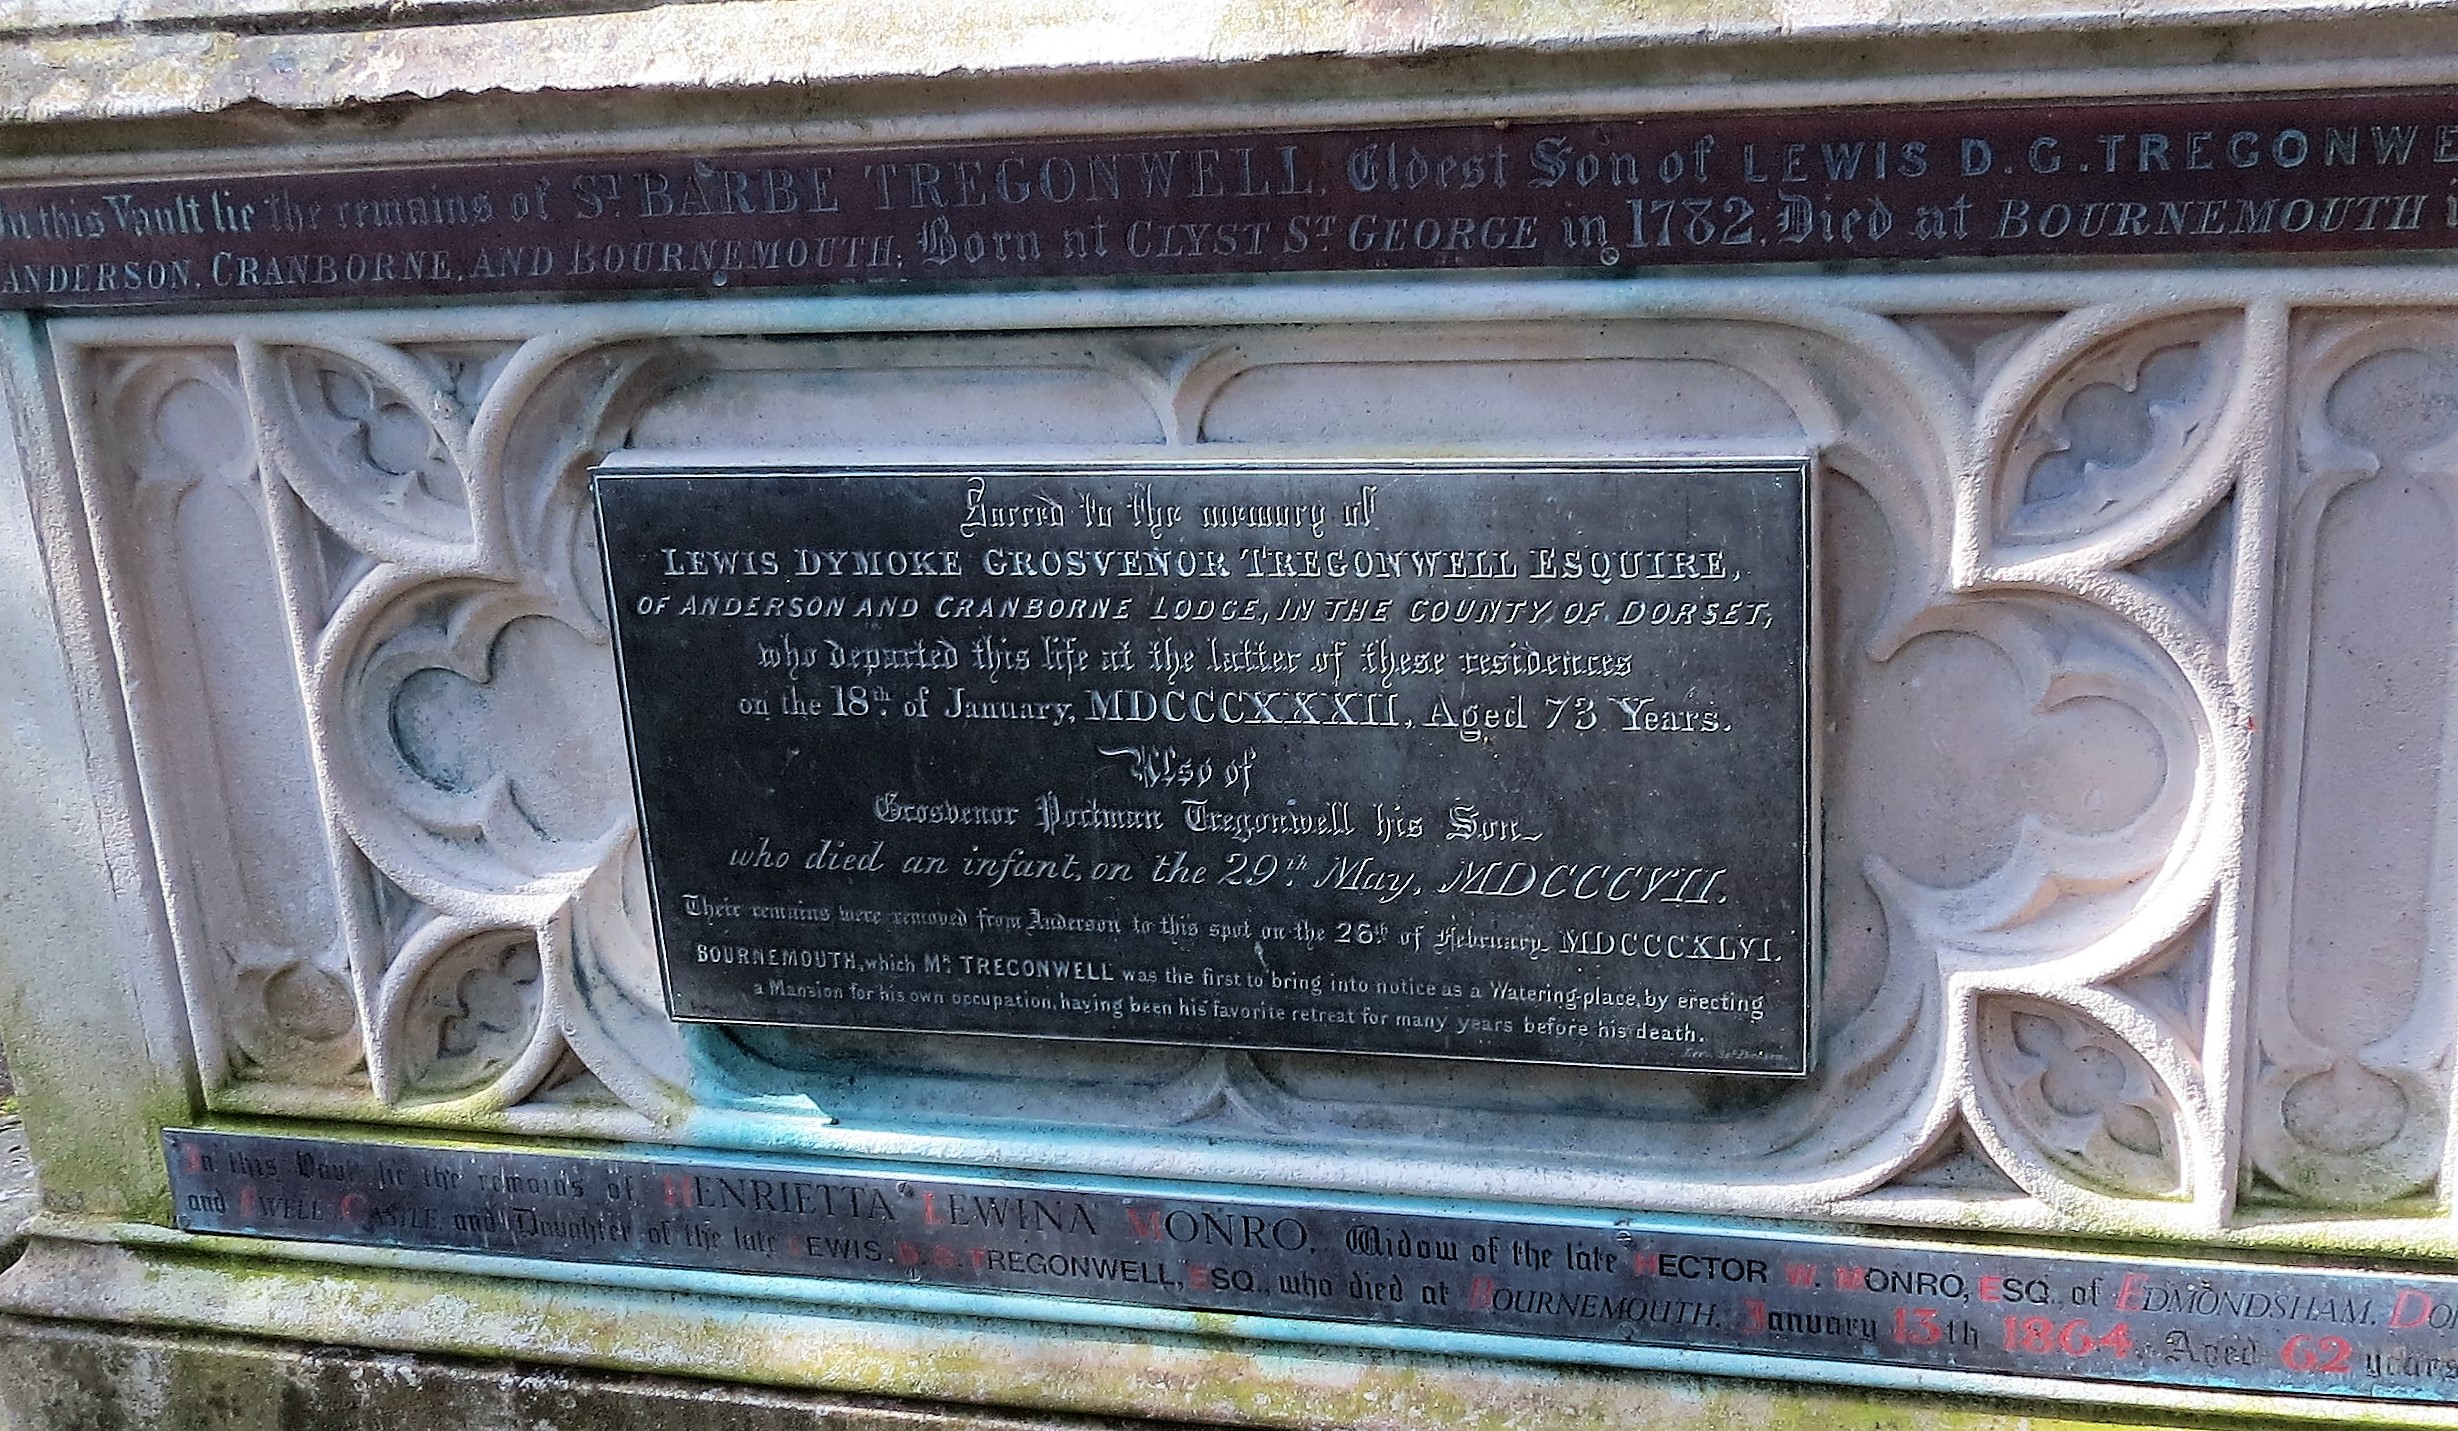 In this Vault lie the remains of ST. BARBE TREGONWELL, Eldest Son of LEWIS D. G. TREGONWE
ANDERSON, CRANBORNE, AND BOURNEMOUTH; Born at CLYST ST. GEORGE in 1782, Died at BOURNEMOUTH
Sacred to the memory of
LEWIS DYMOKE GROSVENOR TREGONWELL ESQUIRE,
OF ANDERSON AND CRANBORNE LODGE, IN THE COUNTY OF DORSET,
who departed this life at the latter of these residences
on the 18th. of January, MDCCCXXXII, Aged 73 Years.
Also of
Grosvenor Portman Tregonwell his Son
who died an infant, on the 29th. May, MDCCCVII.
Their remains were removed from Anderson to this spot on the 26th. of February, MDCCCXLVI.
BOURNEMOUTH, which MR. TREGONWELL was the first to bring into notice as a Watering-place, by erecting
a Mansion for his own occupation, having been his favorite retreat for many years before his death.
In this Vault lie the remains of HENRIETTA LEWINA MONRO, Widow of the late HECTOR W. MONRO, ESQ., of EDMONDSHAM, DO
and EWELL CASTLE, and Daughter of the late LEWIS. D. G. TREGONWELL, ESQ., who died at BOURNEMOUTH, January 13th 1864, Aged 62 years